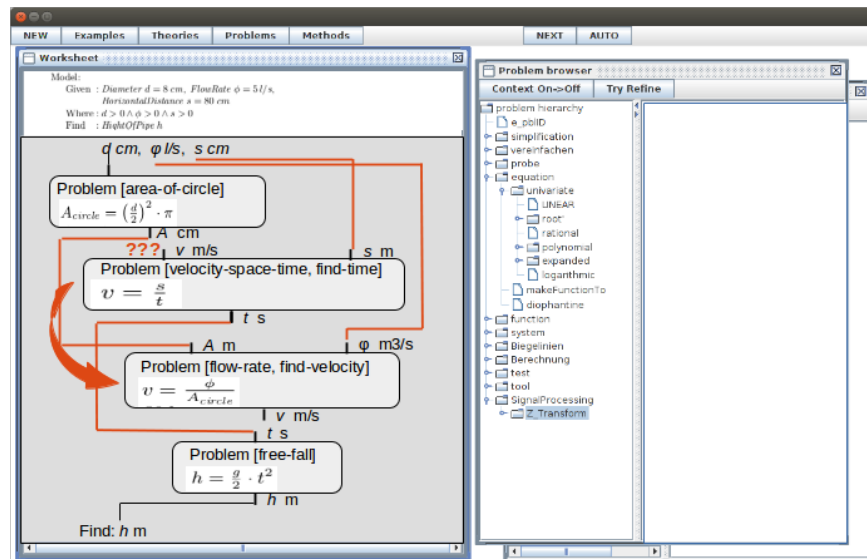 NEW Examples Theories Problems Methods NEXT AUTO
Worksheet
Model:
Given : Diameter d = 8 cm, FlowRate ϕ = 5 l/s,
HorizontalDistance s = 80 cm
Where : d > 0 ∧ ϕ > 0 ∧ s > 0
Find : HightOfPipe h
d cm, φ l/s, s cm
Problem [area-of-circle]
A_circle = (d/2)^2 · π
A cm
??? v m/s s m
Problem [velocity-space-time, find-time]
v = s/t
t s
A m φ m3/s
Problem [flow-rate, find-velocity]
v = ϕ/A_circle
v m/s
t s
Problem [free-fall]
h = g/2 · t^2
h m
Find: h m
Problem browser
Context On->Off Try Refine
problem hierarchy
e_pblID
simplification
vereinfachen
probe
equation
univariate
LINEAR
root'
rational
polynomial
expanded
logarithmic
makeFunctionTo
diophantine
function
system
Biegelinien
Berechnung
test
tool
SignalProcessing
Z_Transform